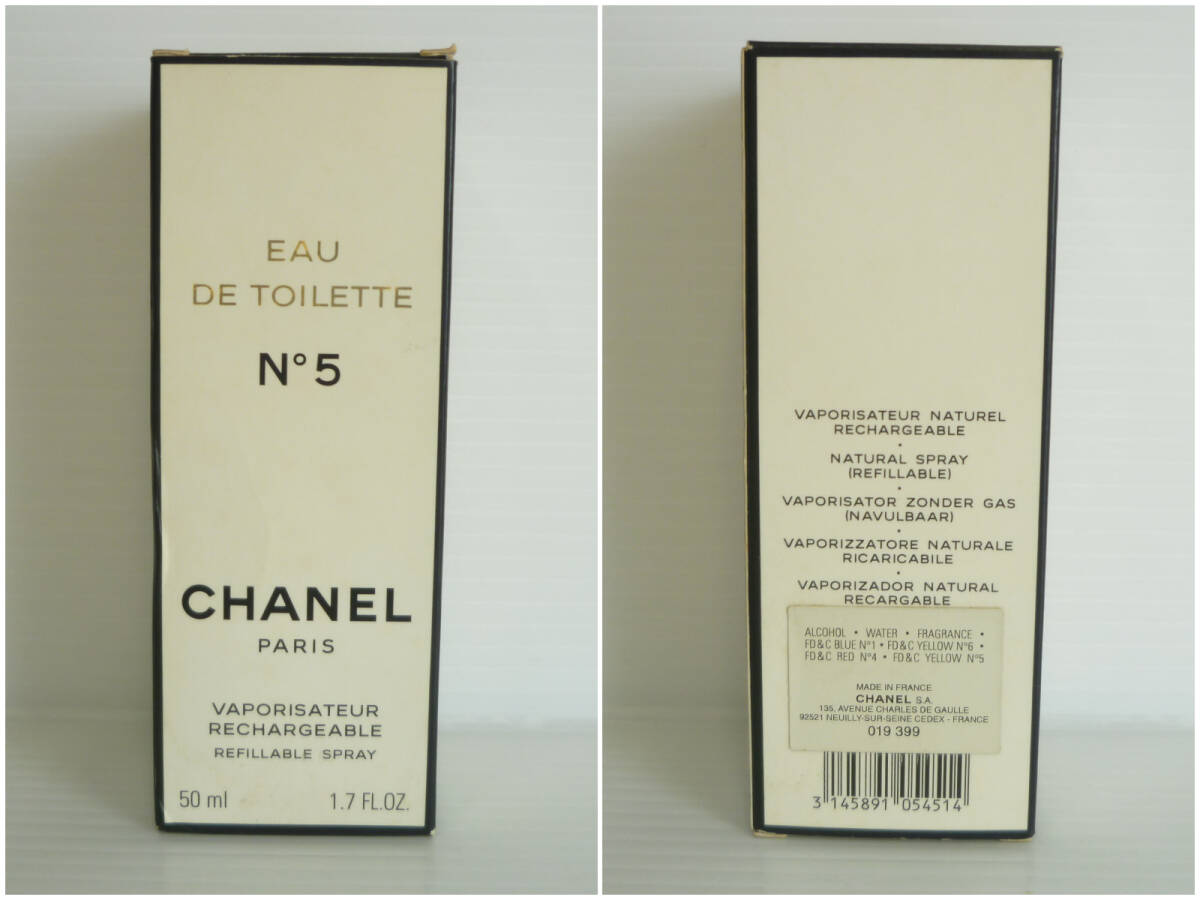 EAU
DE TOILETTE
N°5
CHANEL
PARIS
VAPORISATEUR
RECHARGEABLE
REFILLABLE SPRAY
50 ml 1.7 FL.OZ.
VAPORISATEUR NATUREL
RECHARGEABLE
•
NATURAL SPRAY
(REFILLABLE)
•
VAPORISATOR ZONDER GAS
(NAVULBAAR)
•
VAPORIZZATORE NATURALE
RICARICABILE
•
VAPORIZADOR NATURAL
RECARGABLE
ALCOHOL • WATER • FRAGRANCE •
FD&C BLUE N°1 • FD&C YELLOW N°6 •
FD&C RED N°4 • FD&C YELLOW N°5
MADE IN FRANCE
CHANEL S.A.
135, AVENUE CHARLES DE GAULLE
92521 NEUILLY-SUR-SEINE CEDEX - FRANCE
019 399
3 145891 054514